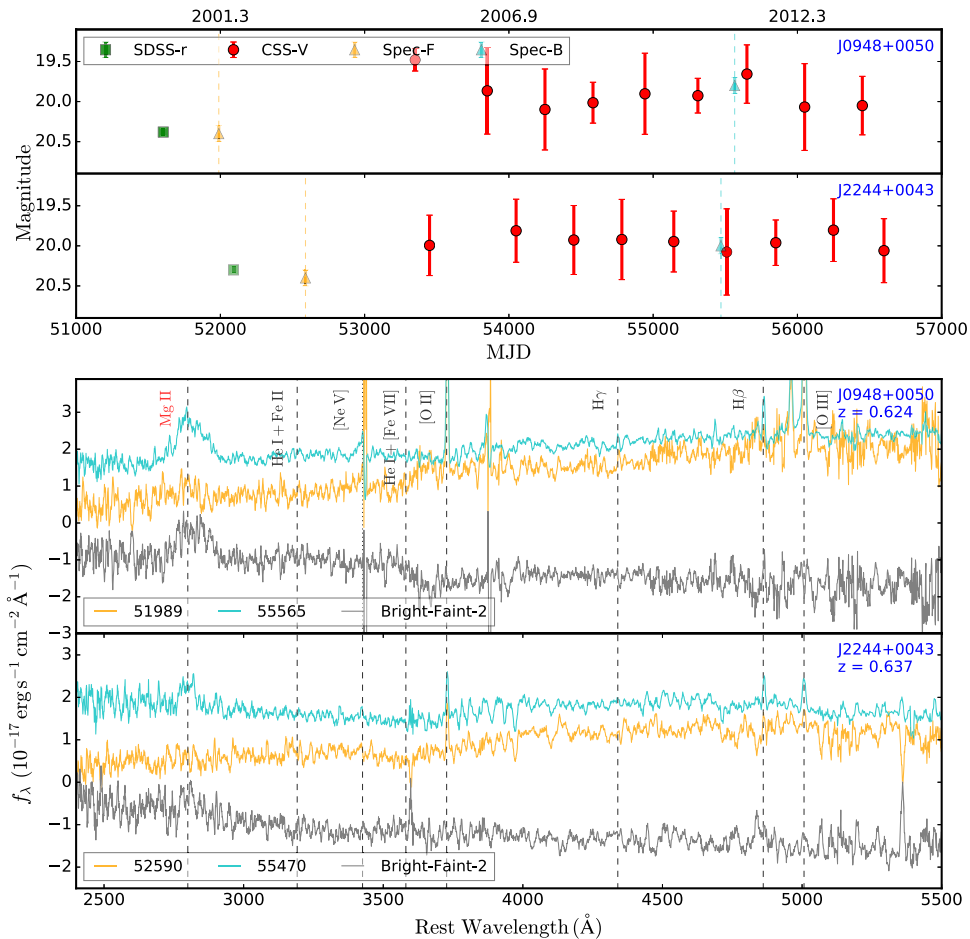 2001.3 2006.9 2012.3
SDSS-r CSS-V Spec-F Spec-B
J0948+0050
19.5
20.0
20.5
J2244+0043
19.5
20.0
20.5
Magnitude
51000 52000 53000 54000 55000 56000 57000
MJD
Mg II
He I + Fe II
[Ne V]
He I + [Fe VII]
[O II]
Hγ
Hβ
[O III]
J0948+0050
z = 0.624
3
2
1
0
−1
−2
−3
51989 55565 Bright-Faint-2
J2244+0043
z = 0.637
3
2
1
0
−1
−2
52590 55470 Bright-Faint-2
fλ (10⁻¹⁷ erg s⁻¹ cm⁻² Å⁻¹)
2500 3000 3500 4000 4500 5000 5500
Rest Wavelength (Å)